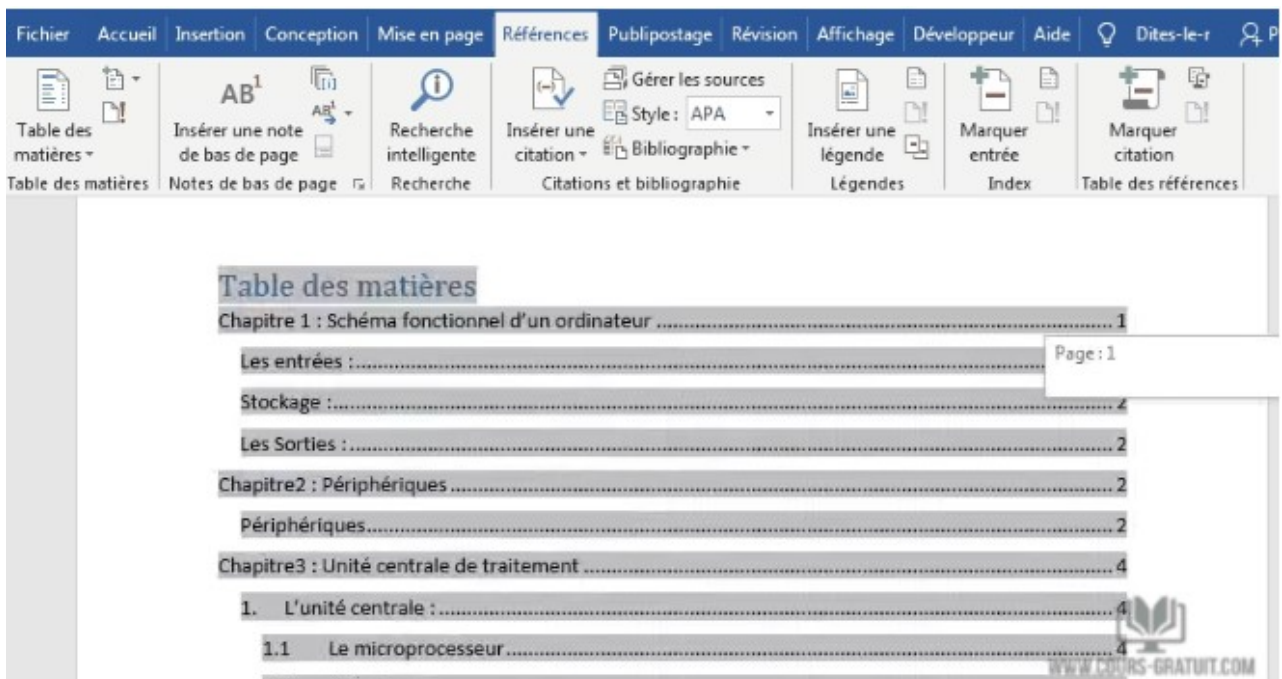 Fichier Accueil Insertion Conception Mise en page Références Publipostage Révision Affichage Développeur Aide Dites-le-r P
Table des matières
AB¹ Insérer une note de bas de page
AB
Recherche intelligente
Insérer une citation
Gérer les sources
Style : APA
Bibliographie
Insérer une légende
Marquer entrée
Marquer citation
Table des matières Notes de bas de page Recherche Citations et bibliographie Légendes Index Table des références
Table des matières
Chapitre 1 : Schéma fonctionnel d'un ordinateur ........ 1
Page : 1
Les entrées : ........
Stockage : ........ 2
Les Sorties : ........ 2
Chapitre2 : Périphériques ........ 2
Périphériques ........ 2
Chapitre3 : Unité centrale de traitement ........ 4
1. L'unité centrale : ........ 4
1.1 Le microprocesseur ........ 4
WWW.COURS-GRATUIT.COM